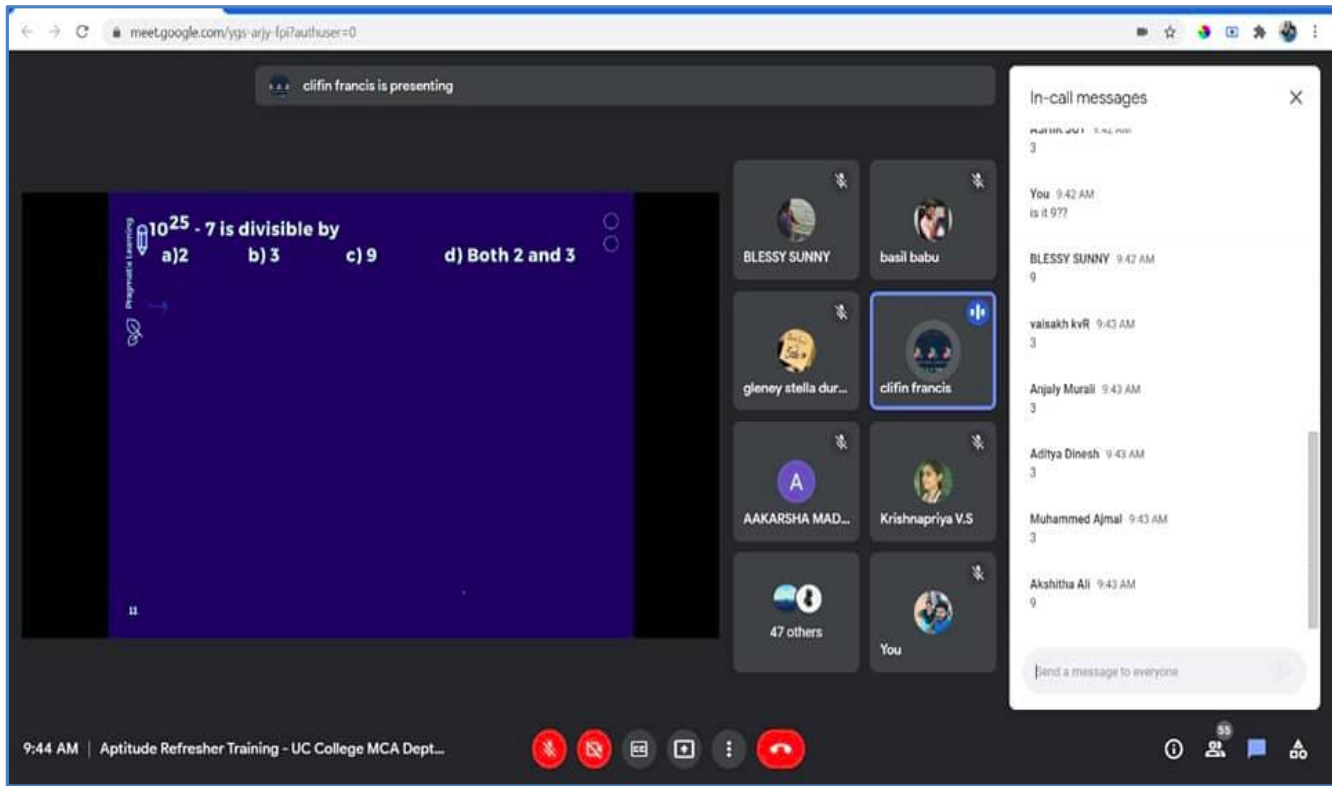 meet.google.com/ygs-arjy-fpi?authuser=0
clifin francis is presenting
Pragmatic Learning
10²⁵ - 7 is divisible by
a)2 b) 3 c) 9 d) Both 2 and 3
11
BLESSY SUNNY
basil babu
gleney stella dur...
clifin francis
A
AAKARSHA MAD...
Krishnapriya V.S
47 others
You
In-call messages
9:42 AM
3
You 9:42 AM
is it 9??
BLESSY SUNNY 9:42 AM
9
vaisakh kvR 9:43 AM
3
Anjaly Murali 9:43 AM
3
Aditya Dinesh 9:43 AM
3
Muhammed Ajmal 9:43 AM
3
Akshitha Ali 9:43 AM
9
Send a message to everyone
9:44 AM | Aptitude Refresher Training - UC College MCA Dept...
55